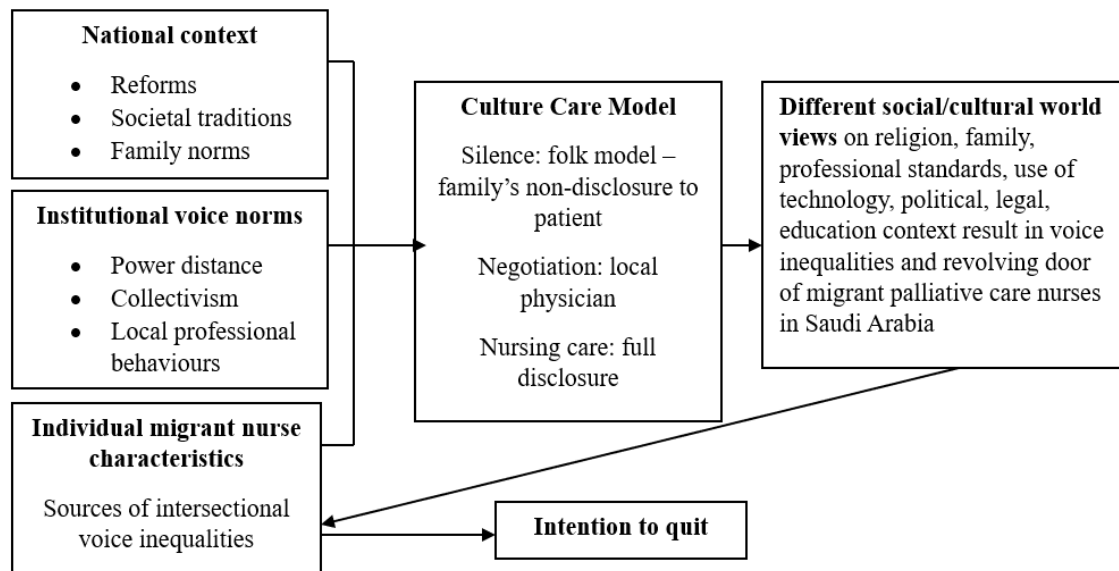 National context
• Reforms
• Societal traditions
• Family norms
Institutional voice norms
• Power distance
• Collectivism
• Local professional
behaviours
Individual migrant nurse
characteristics
Sources of intersectional
voice inequalities
Culture Care Model
Silence: folk model –
family's non-disclosure to
patient
Negotiation: local
physician
Nursing care: full
disclosure
Different social/cultural world
views on religion, family,
professional standards, use of
technology, political, legal,
education context result in voice
inequalities and revolving door
of migrant palliative care nurses
in Saudi Arabia
Intention to quit